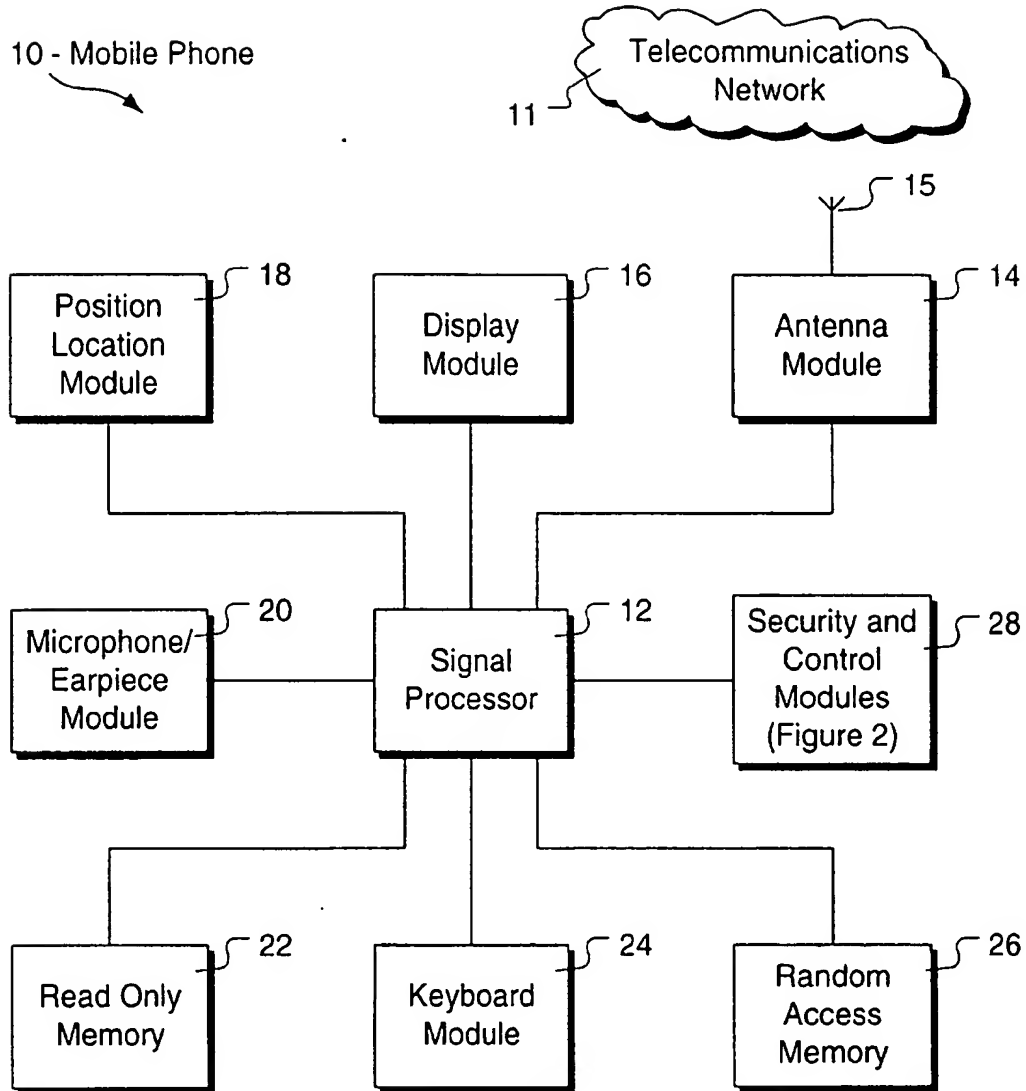 10 - Mobile Phone
Telecommunications
Network
11
15
18
Position
Location
Module
16
Display
Module
14
Antenna
Module
20
Microphone/
Earpiece
Module
12
Signal
Processor
28
Security and
Control
Modules
(Figure 2)
22
Read Only
Memory
24
Keyboard
Module
26
Random
Access
Memory